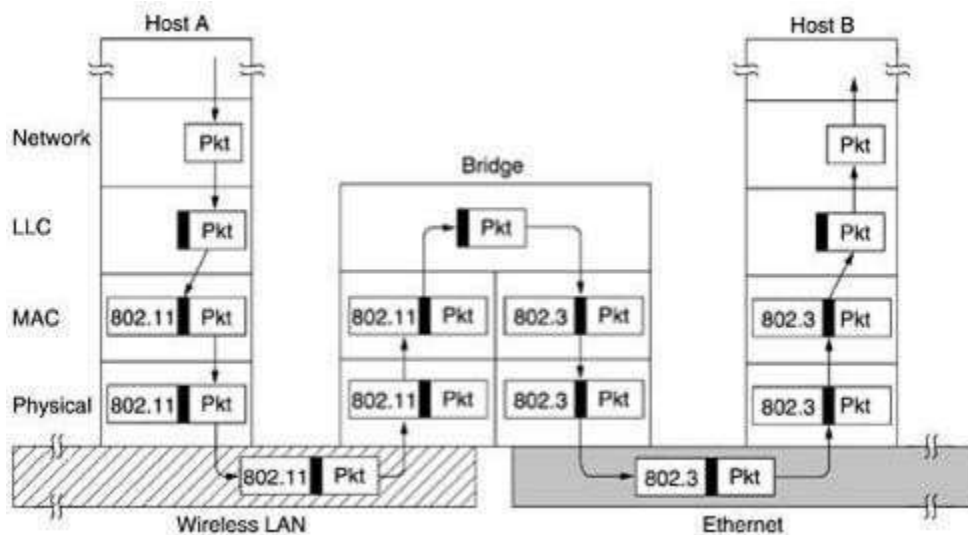 Host A
Host B
Bridge
Network
Pkt
Pkt
LLC
Pkt
Pkt
Pkt
MAC
802.11 Pkt
802.11 Pkt
802.3 Pkt
802.3 Pkt
Physical
802.11 Pkt
802.11 Pkt
802.3 Pkt
802.3 Pkt
802.11 Pkt
802.3 Pkt
Wireless LAN
Ethernet